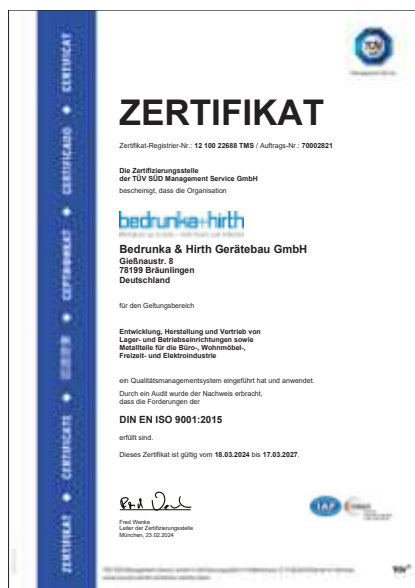 TÜV
SÜD
ZERTIFIKAT
Zertifikat-Registrier-Nr.: 12 100 22688 TMS / Auftrags-Nr.: 70002821
Die Zertifizierungsstelle
der TÜV SÜD Management Service GmbH
bescheinigt, dass die Organisation
bedrunka+hirth
Bedrunka & Hirth Gerätebau GmbH
Gießnaustr. 8
78199 Bräunlingen
Deutschland
für den Geltungsbereich
Entwicklung, Herstellung und Vertrieb von
Lager- und Betriebseinrichtungen sowie
Metallteile für die Büro-, Wohnmöbel-,
Freizeit- und Elektroindustrie
ein Qualitätsmanagementsystem eingeführt hat und anwendet.
Durch ein Audit wurde der Nachweis erbracht,
dass die Forderungen der
DIN EN ISO 9001:2015
erfüllt sind.
Dieses Zertifikat ist gültig vom 18.03.2024 bis 17.03.2027.
Fred Wenke
Leiter der Zertifizierungsstelle
München, 23.02.2024
IAF
TÜV
ZERTIFIKAT ◆ CERTIFICATE ◆ ◆ СЕРТИФИКАТ ◆ CERTIFICADO ◆ CERTIFICAT